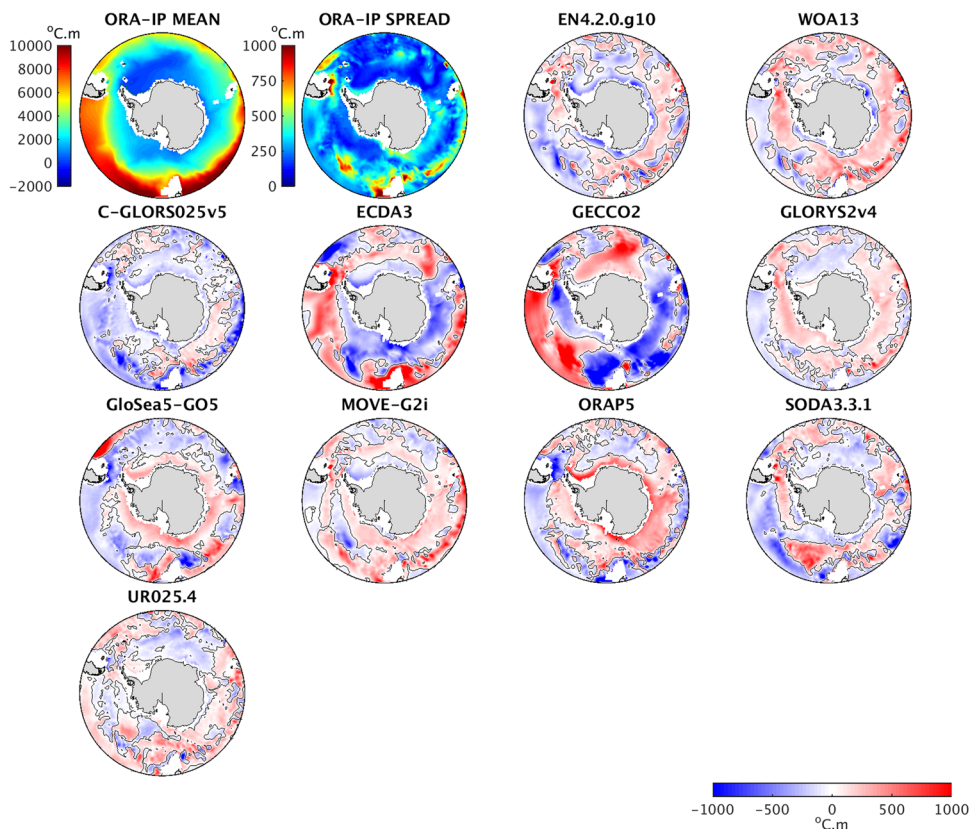 ORA-IP MEAN
ORA-IP SPREAD
EN4.2.0.g10
WOA13
°C.m
10000
8000
6000
4000
2000
0
−2000
°C.m
1000
750
500
250
0
C-GLORS025v5
ECDA3
GECCO2
GLORYS2v4
GloSea5-GO5
MOVE-G2i
ORAP5
SODA3.3.1
UR025.4
−1000 −500 0 500 1000
°C.m